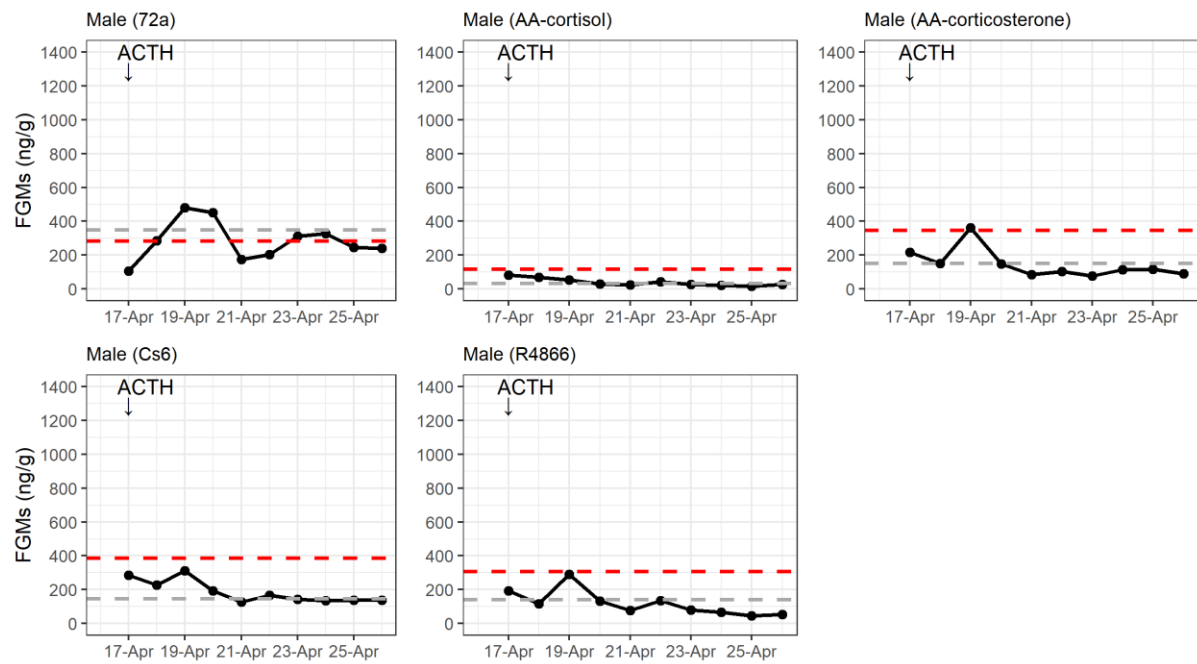 Male (72a)
Male (AA-cortisol)
Male (AA-corticosterone)
FGMs (ng/g)
1400
1200
1000
800
600
400
200
0
ACTH
↓
17-Apr 19-Apr 21-Apr 23-Apr 25-Apr
1400
1200
1000
800
600
400
200
0
ACTH
↓
17-Apr 19-Apr 21-Apr 23-Apr 25-Apr
1400
1200
1000
800
600
400
200
0
ACTH
↓
17-Apr 19-Apr 21-Apr 23-Apr 25-Apr
Male (Cs6)
Male (R4866)
FGMs (ng/g)
1400
1200
1000
800
600
400
200
0
ACTH
↓
17-Apr 19-Apr 21-Apr 23-Apr 25-Apr
1400
1200
1000
800
600
400
200
0
ACTH
↓
17-Apr 19-Apr 21-Apr 23-Apr 25-Apr